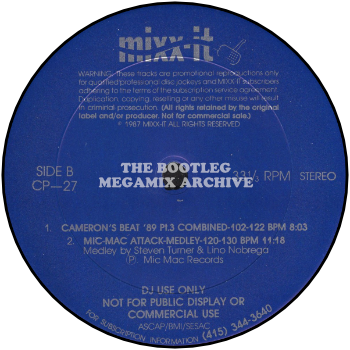 mixx-it
WARNING: These tracks are promotional reproductions only
for qualified professional disc jockeys and MIXX-IT subscribers
adhering to the terms of the subscription service agreement.
Duplication, copying, reselling or any other misuse will result
in criminal prosecution. (All rights retained by the original
label and/or producer. Not for commercial sale.)
℗ 1987 MIXX-IT ALL RIGHTS RESERVED
SIDE B
CP—27
THE BOOTLEG
MEGAMIX ARCHIVE
33⅓ RPM STEREO
1. CAMERON'S BEAT '89 Pt.3 COMBINED-102-122 BPM 8:03
2. MIC-MAC ATTACK-MEDLEY-120-130 BPM 11:18
Medley by Steven Turner & Lino Nobrega
(P) Mic Mac Records
DJ USE ONLY
NOT FOR PUBLIC DISPLAY OR
COMMERCIAL USE
ASCAP/BMI/SESAC
FOR SUBSCRIPTION INFORMATION (415) 344-3640